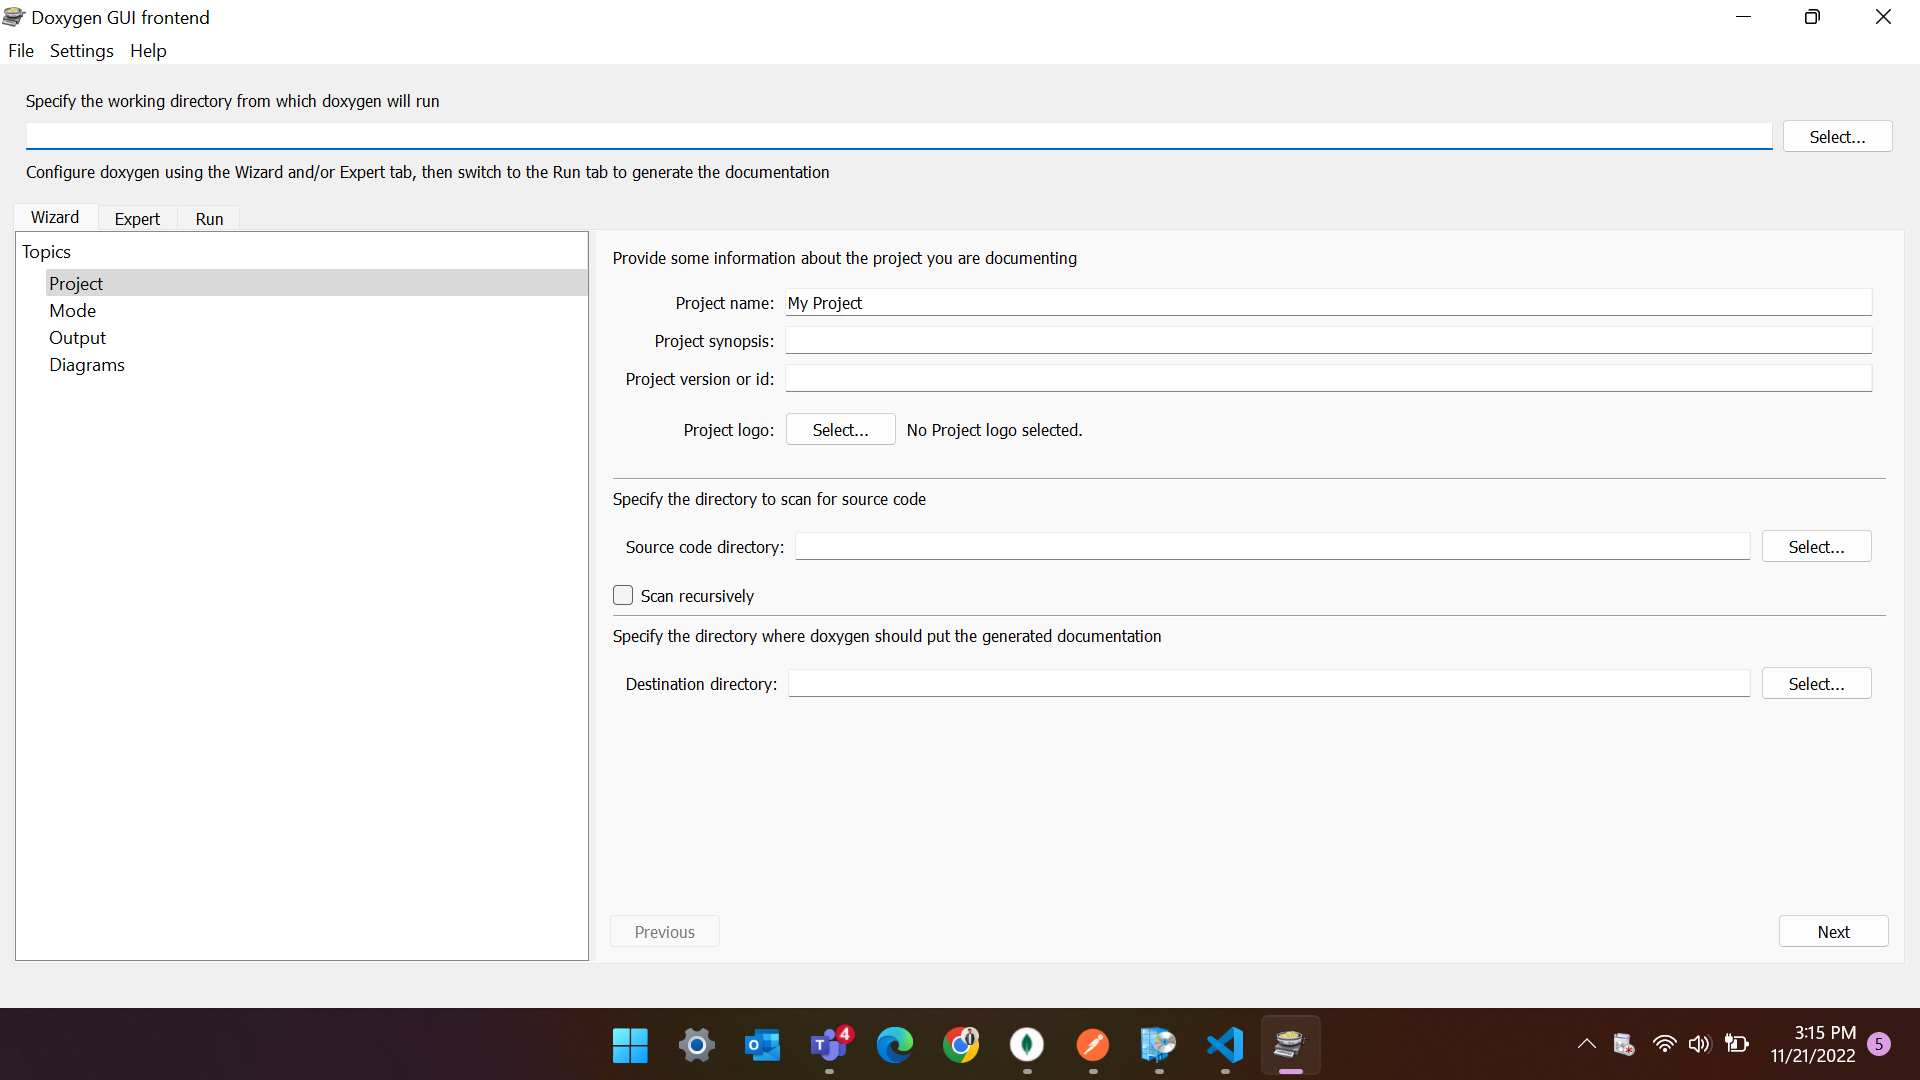 Doxygen GUI frontend
File Settings Help
Specify the working directory from which doxygen will run
Select...
Configure doxygen using the Wizard and/or Expert tab, then switch to the Run tab to generate the documentation
Wizard Expert Run
Topics
Project
Mode
Output
Diagrams
Provide some information about the project you are documenting
Project name: My Project
Project synopsis:
Project version or id:
Project logo: Select... No Project logo selected.
Specify the directory to scan for source code
Source code directory: Select...
Scan recursively
Specify the directory where doxygen should put the generated documentation
Destination directory: Select...
Previous Next
4
3:15 PM
11/21/2022
5